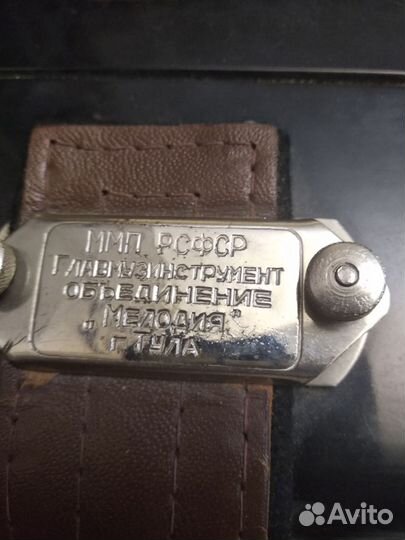 ММП РСФСР
ГЛАВМУЗИНСТРУМЕНТ
ОБЪЕДИНЕНИЕ
„МЕЛОДИЯ"
Г. ТУЛА
Avito